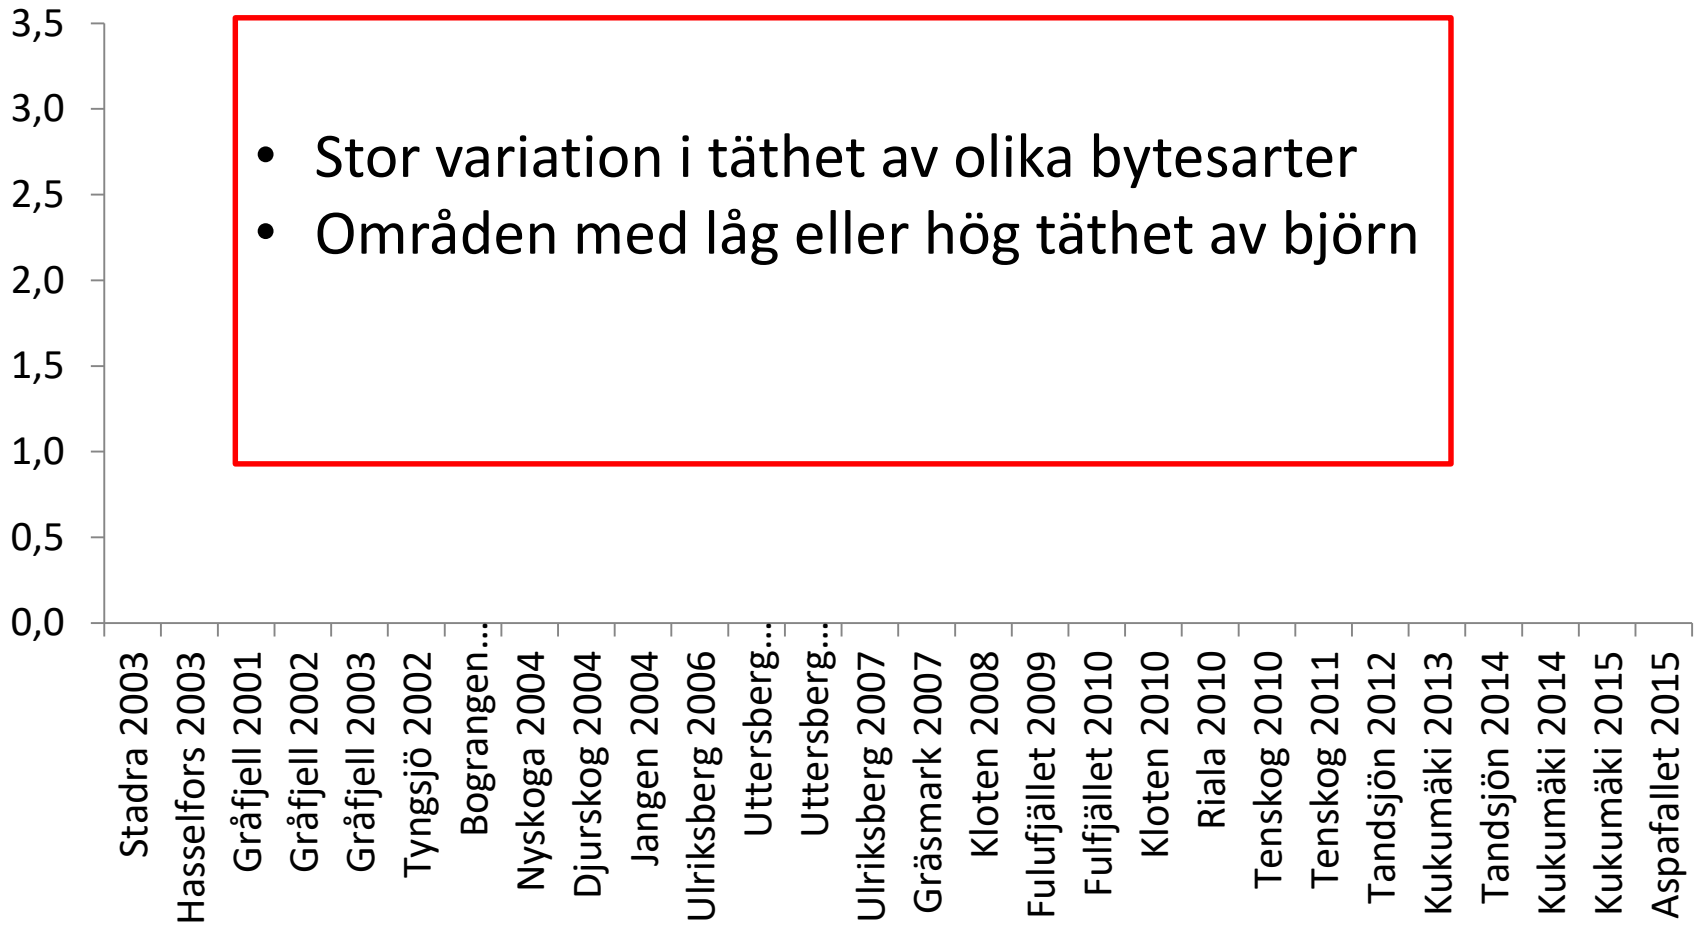 3,5
3,0
2,5
2,0
1,5
1,0
0,5
0,0
• Stor variation i täthet av olika bytesarter
• Områden med låg eller hög täthet av björn
Stadra 2003
Hasselfors 2003
Gråfjell 2001
Gråfjell 2002
Gråfjell 2003
Tyngsjö 2002
Bograngen…
Nyskoga 2004
Djurskog 2004
Jangen 2004
Ulriksberg 2006
Uttersberg…
Uttersberg…
Ulriksberg 2007
Gräsmark 2007
Kloten 2008
Fulufjället 2009
Fulfjället 2010
Kloten 2010
Riala 2010
Tenskog 2010
Tenskog 2011
Tandsjön 2012
Kukumäki 2013
Tandsjön 2014
Kukumäki 2014
Kukumäki 2015
Aspafallet 2015